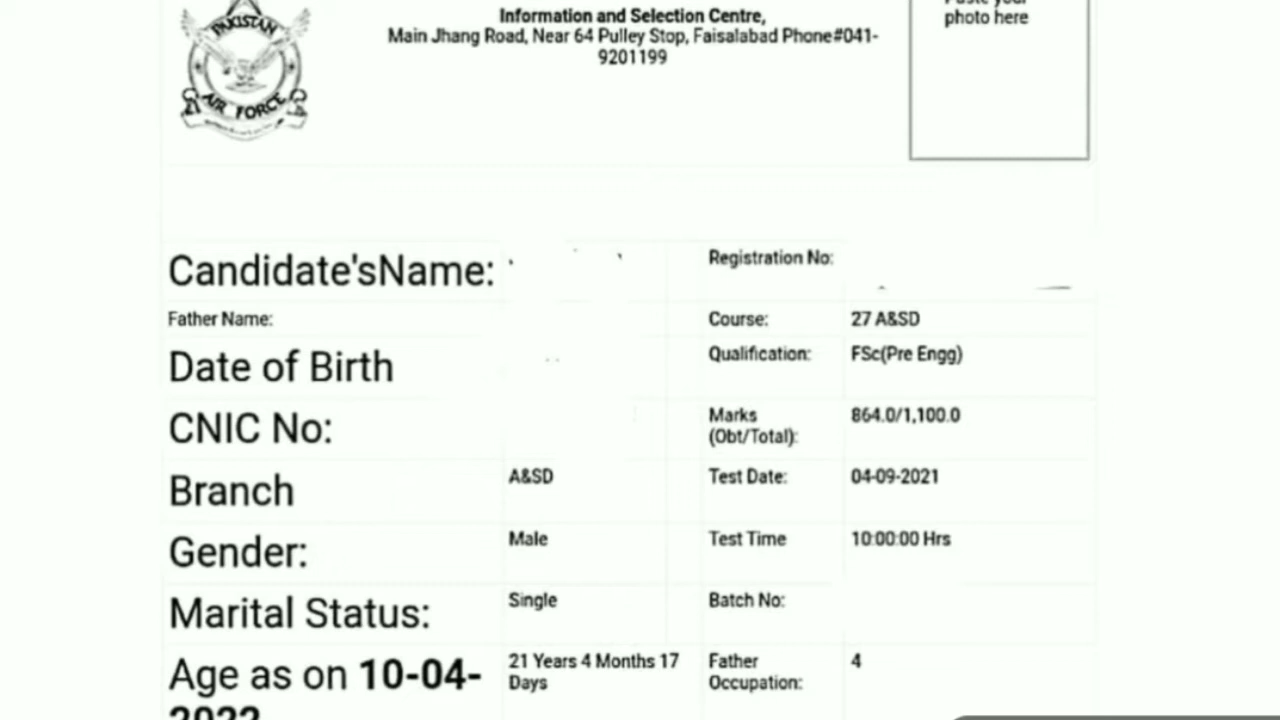 PAKISTAN
AIR FORCE
Information and Selection Centre,
Main Jhang Road, Near 64 Pulley Stop, Faisalabad Phone#041-
9201199
photo here
Candidate'sName:
Registration No:
Father Name:
Course: 27 A&SD
Date of Birth
Qualification: FSc(Pre Engg)
CNIC No:
Marks 864.0/1,100.0
(Obt/Total):
Branch A&SD
Test Date: 04-09-2021
Gender: Male
Test Time 10:00:00 Hrs
Marital Status: Single
Batch No:
Age as on 10-04-
21 Years 4 Months 17
Days
Father 4
Occupation: